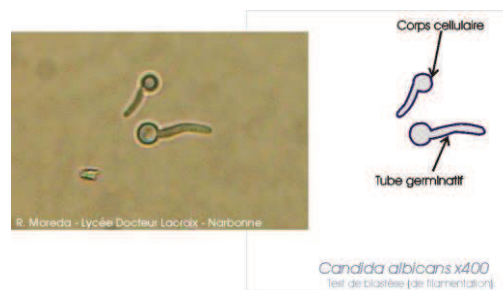 Corps cellulaire
Tube germinatif
R. Moreda - Lycée Docteur Lacroix - Narbonne
Candida albicans x400
Test de blastèse (de filamentation)